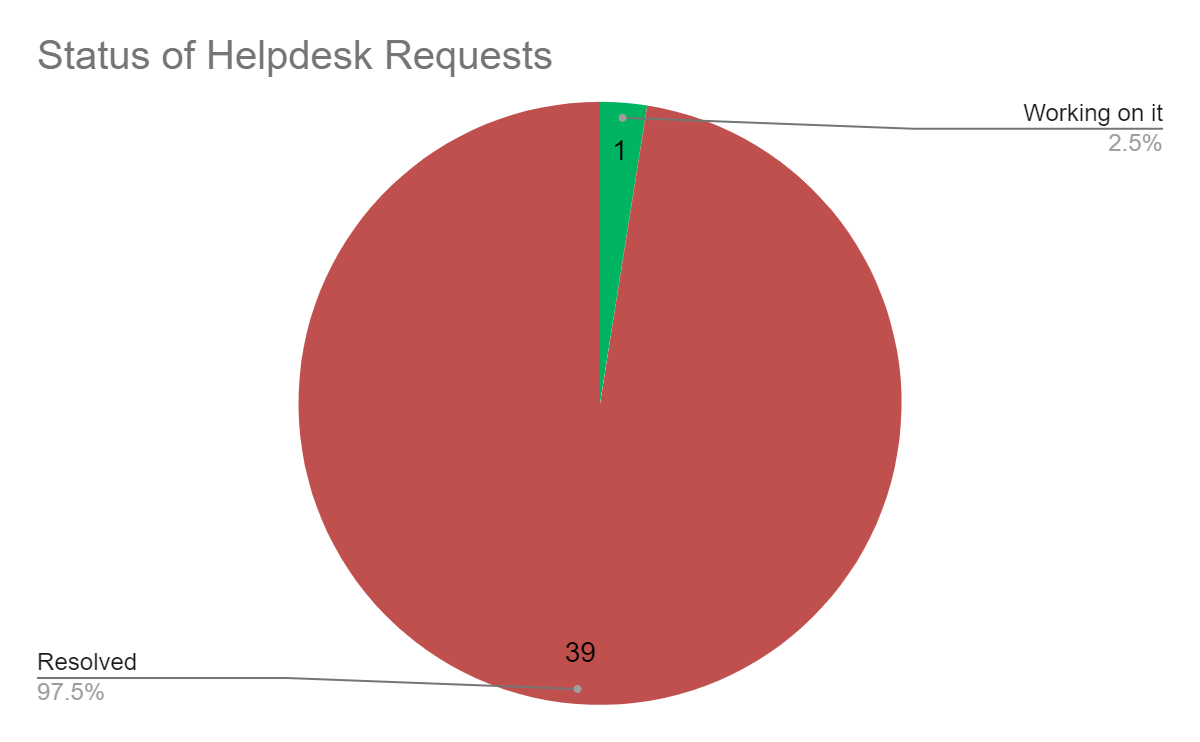 Status of Helpdesk Requests
Working on it
2.5%
1
39
Resolved
97.5%